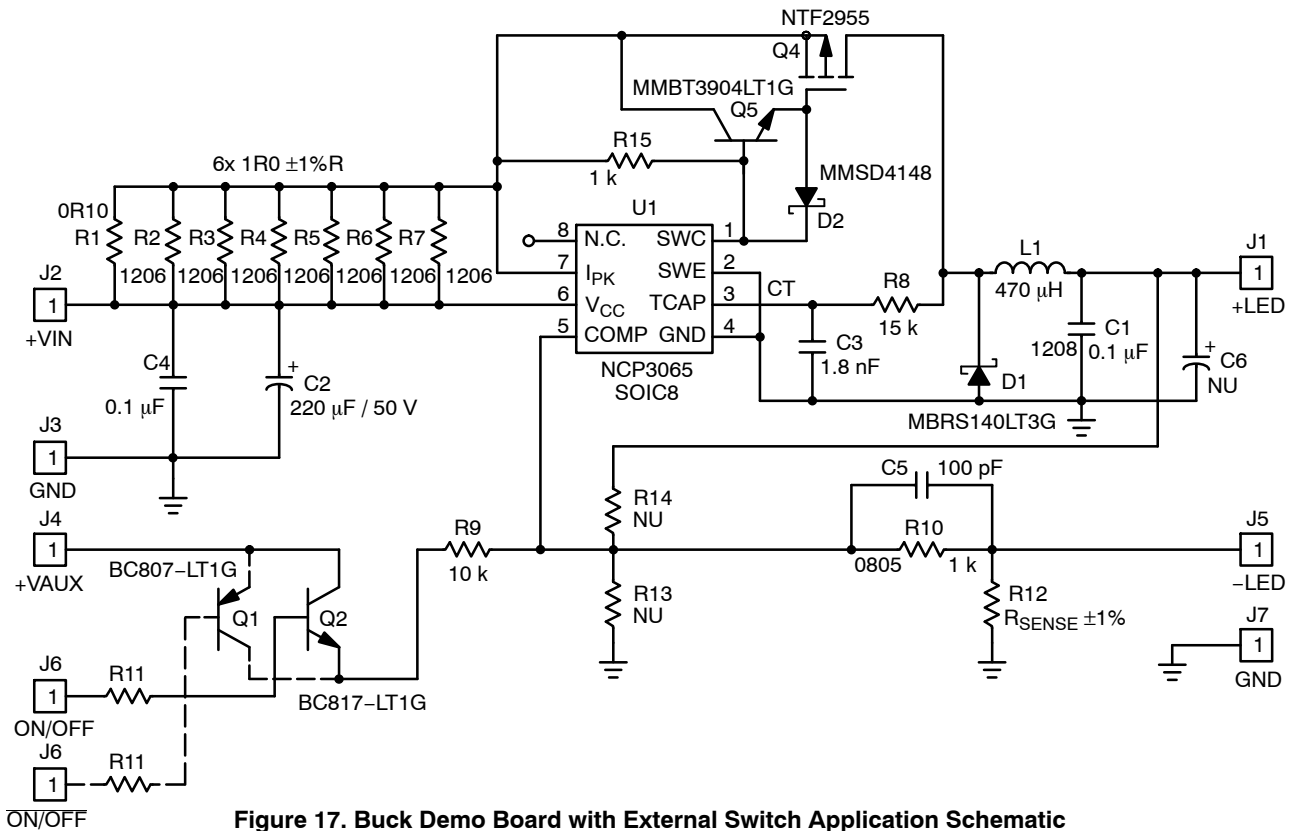 NTF2955
Q4
MMBT3904LT1G
Q5
R15
1 k
6x 1R0 ±1%R
MMSD4148
D2
0R10
R1
R2
R3
R4
R5
R6
R7
1206
1206
1206
1206
1206
1206
U1
8
N.C.
SWC
1
7
IPK
SWE
2
6
VCC
TCAP
3
CT
5
COMP
GND
4
NCP3065
SOIC8
J2
1
+VIN
R8
15 k
L1
470 μH
J1
1
+LED
C4
0.1 μF
C2
+
220 μF / 50 V
C3
1.8 nF
D1
MBRS140LT3G
C1
1208
0.1 μF
+
C6
NU
J3
1
GND
C5
100 pF
R14
NU
J4
1
+VAUX
BC807–LT1G
R9
10 k
R10
0805
1 k
J5
1
–LED
Q1
Q2
R13
NU
R12
RSENSE ±1%
J7
1
GND
J6
1
ON/OFF
R11
BC817–LT1G
J6
1
ON/OFF
R11
Figure 17. Buck Demo Board with External Switch Application Schematic